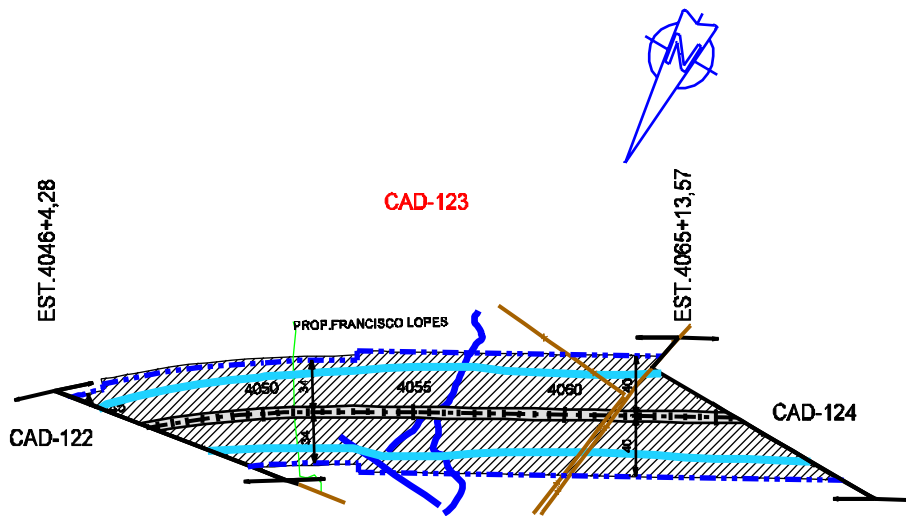 N
EST.4046+4,28
CAD-123
EST.4065+13,57
PROP.FRANCISCO LOPES
4050
34
4055
4060
40
CAD-122
34
40
CAD-124